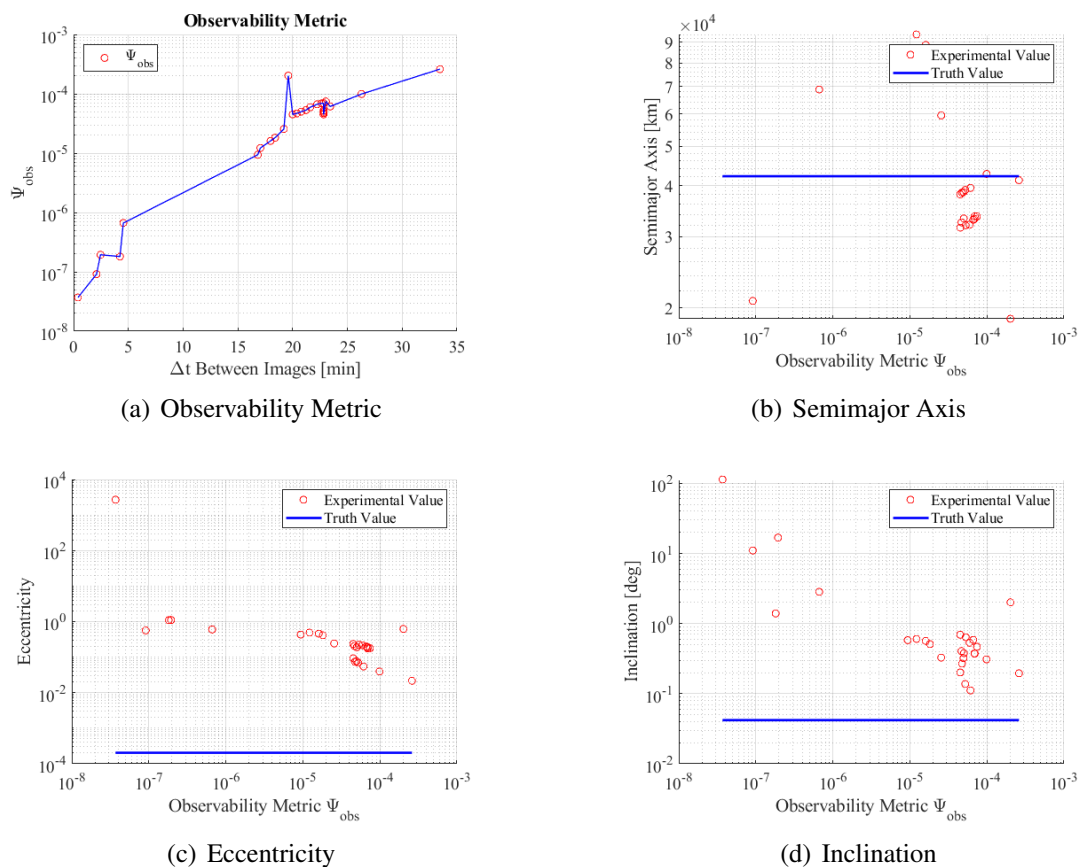 Observability Metric
10^-3
10^-4
10^-5
10^-6
10^-7
10^-8
Ψ_obs
Ψ_obs
0 5 10 15 20 25 30 35
Δt Between Images [min]
(a) Observability Metric
×10^4
9
8
7
6
5
4
3
2
Semimajor Axis [km]
Experimental Value
Truth Value
10^-8 10^-7 10^-6 10^-5 10^-4 10^-3
Observability Metric Ψ_obs
(b) Semimajor Axis
10^4
10^2
10^0
10^-2
10^-4
Eccentricity
Experimental Value
Truth Value
10^-8 10^-7 10^-6 10^-5 10^-4 10^-3
Observability Metric Ψ_obs
(c) Eccentricity
10^2
10^1
10^0
10^-1
10^-2
Inclination [deg]
Experimental Value
Truth Value
10^-8 10^-7 10^-6 10^-5 10^-4 10^-3
Observability Metric Ψ_obs
(d) Inclination